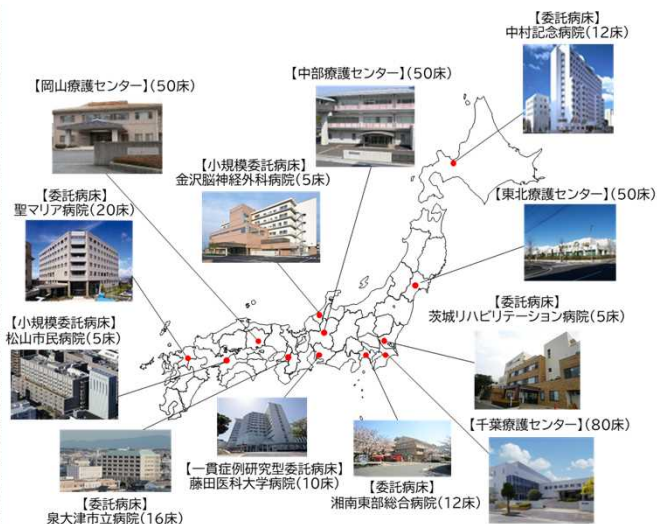 【委託病床】
中村記念病院(12床)
【岡山療護センター】(50床)
【中部療護センター】(50床)
【小規模委託病床】
金沢脳神経外科病院(5床)
【委託病床】
聖マリア病院(20床)
【東北療護センター】(50床)
【委託病床】
茨城リハビリテーション病院(5床)
【小規模委託病床】
松山市民病院(5床)
【千葉療護センター】(80床)
【一貫症例研究型委託病床】
藤田医科大学病院(10床)
【委託病床】
湘南東部総合病院(12床)
【委託病床】
泉大津市立病院(16床)